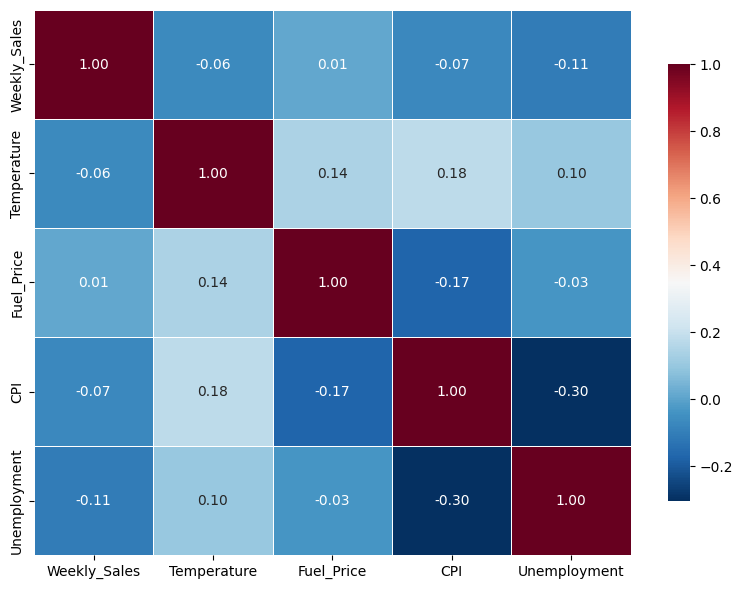 Weekly_Sales 1.00 -0.06 0.01 -0.07 -0.11
Temperature -0.06 1.00 0.14 0.18 0.10
Fuel_Price 0.01 0.14 1.00 -0.17 -0.03
CPI -0.07 0.18 -0.17 1.00 -0.30
Unemployment -0.11 0.10 -0.03 -0.30 1.00
Weekly_Sales Temperature Fuel_Price CPI Unemployment
1.0
0.8
0.6
0.4
0.2
0.0
−0.2